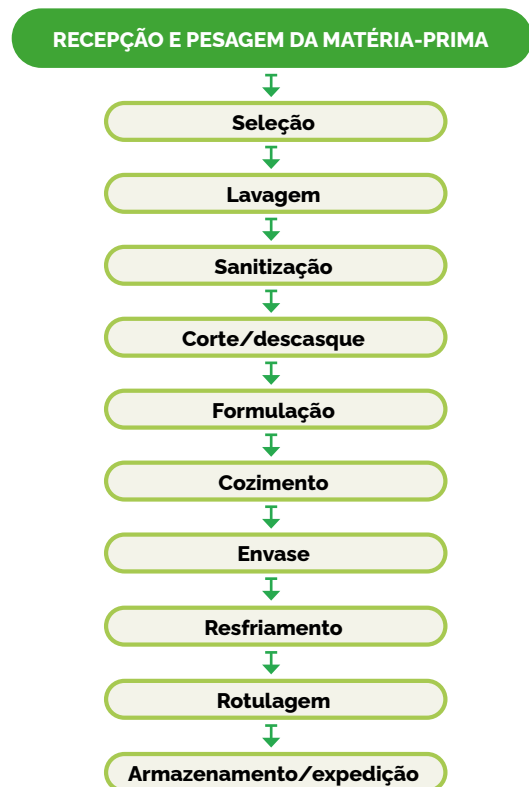 RECEPÇÃO E PESAGEM DA MATÉRIA-PRIMA
Seleção
Lavagem
Sanitização
Corte/descasque
Formulação
Cozimento
Envase
Resfriamento
Rotulagem
Armazenamento/expedição